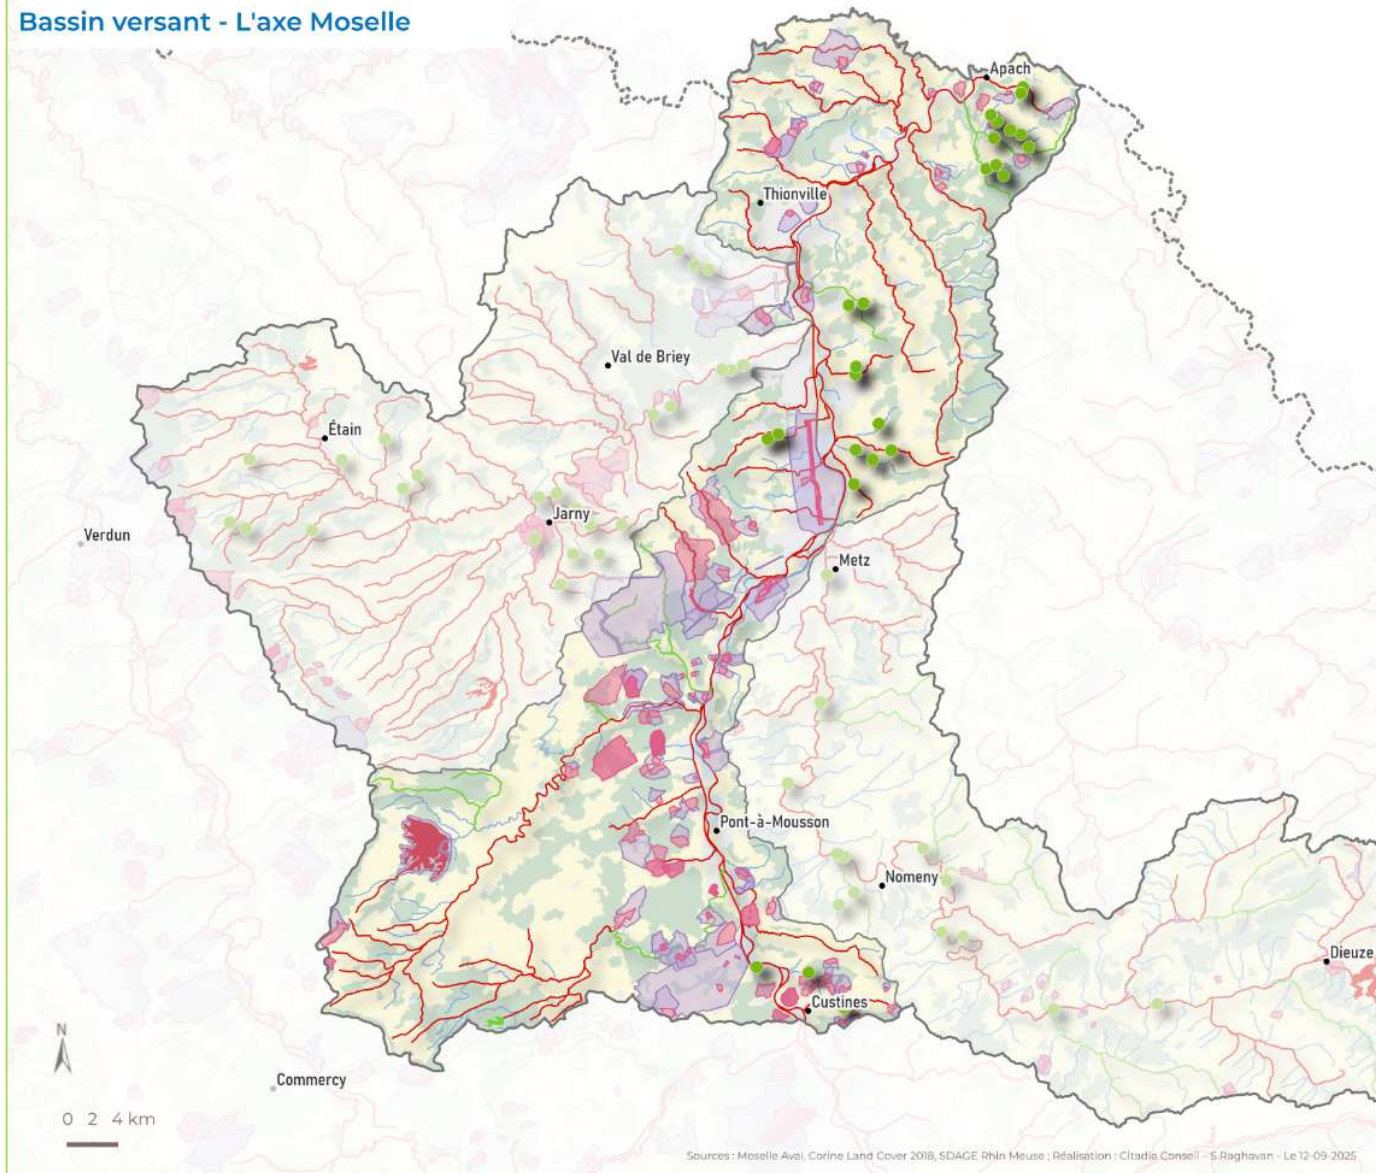 Bassin versant - L'axe Moselle
Apach
Thionville
Val de Briey
Étain
Jarny
Verdun
Metz
Pont-à-Mousson
Nomeny
Dieuze
Custines
N
Commercy
0 2 4 km
Sources : Moselle Aval, Corine Land Cover 2018, SDAGE Rhin Meuse ; Réalisation : Citadia Conseil - S.Raghavan - Le 12-09-2025